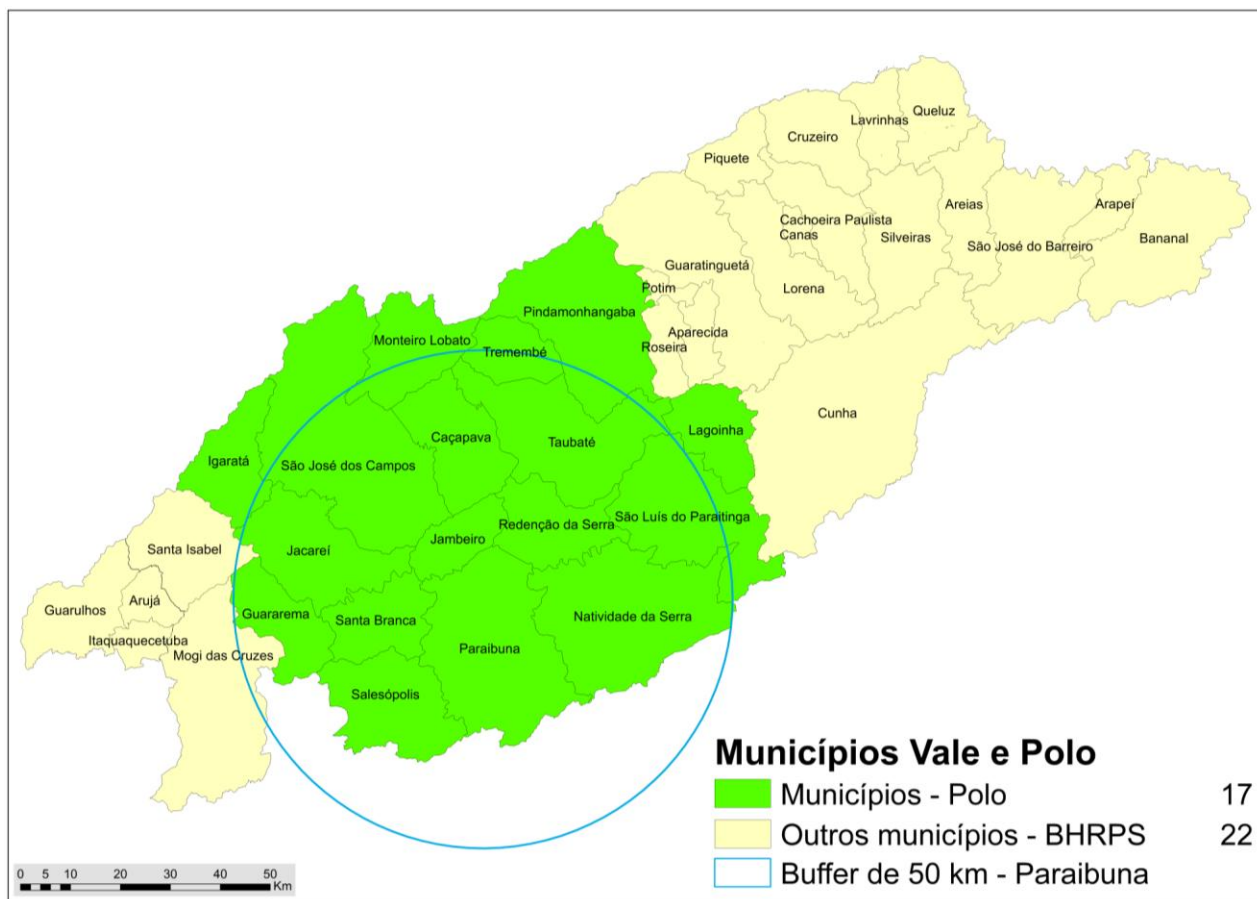 Queluz
Lavrinhas
Cruzeiro
Piquete
Areias
Arapeí
Cachoeira Paulista
Canas
Silveiras
Bananal
São José do Barreiro
Guaratinguetá
Potim
Lorena
Pindamonhangaba
Aparecida
Monteiro Lobato
Roseira
Tremembé
Cunha
Lagoinha
Caçapava
Taubaté
Igaratá
São José dos Campos
São Luís do Paraitinga
Redenção da Serra
Jambeiro
Santa Isabel
Jacareí
Arujá
Guarulhos
Guararema
Santa Branca
Natividade da Serra
Itaquaquecetuba
Mogi das Cruzes
Paraibuna
Salesópolis
Municípios Vale e Polo
Municípios - Polo 17
Outros municípios - BHRPS 22
Buffer de 50 km - Paraibuna
0 5 10 20 30 40 50
Km